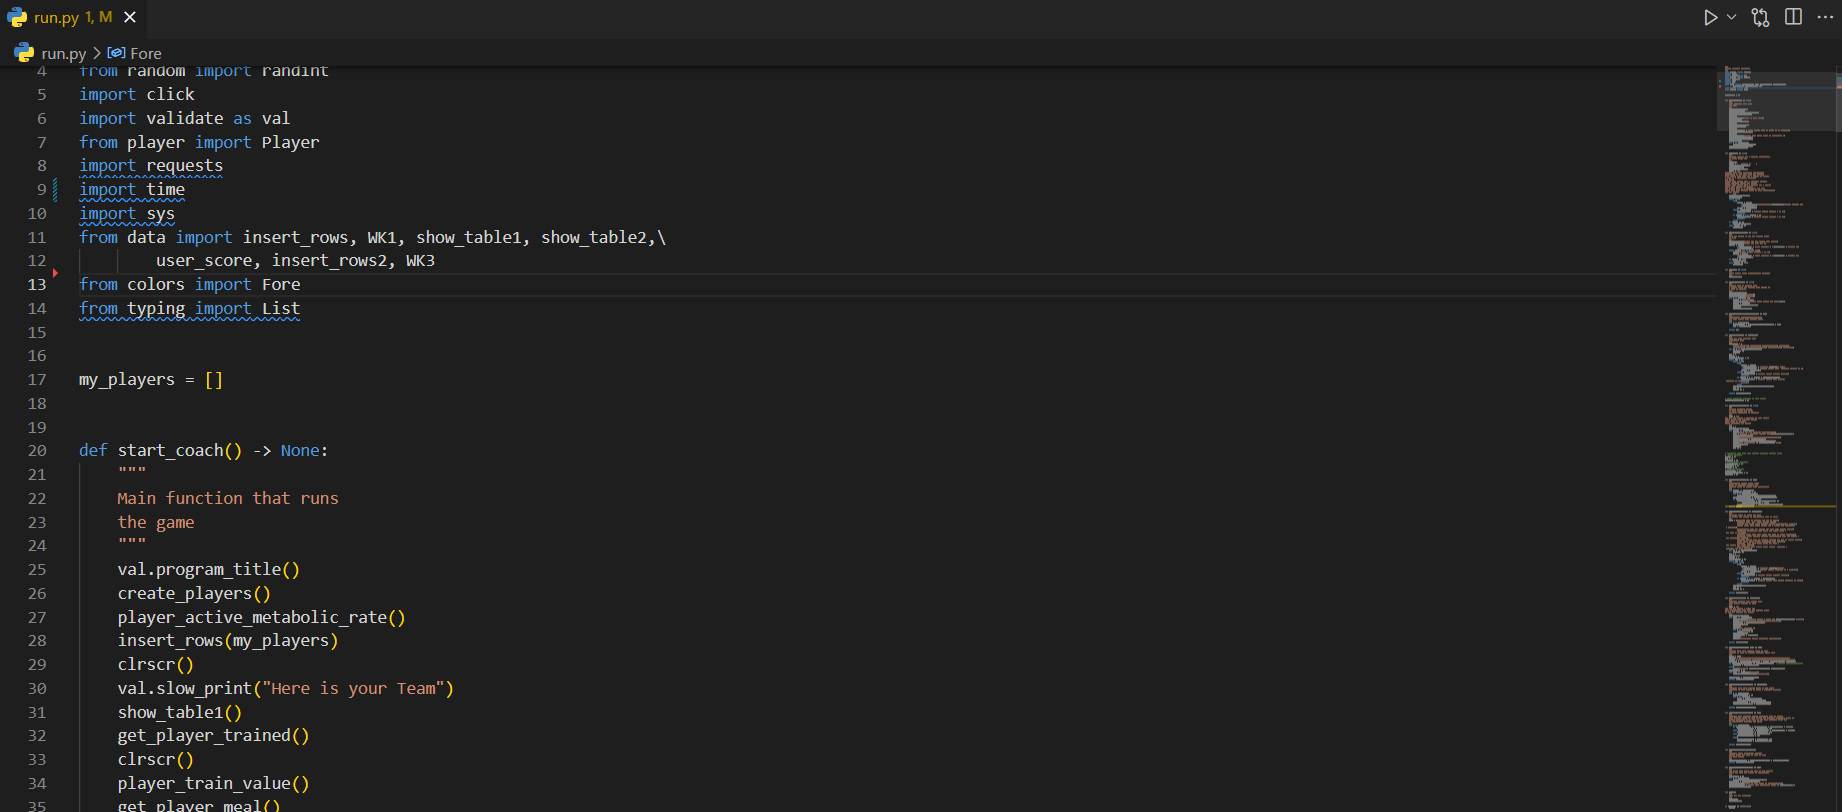 run.py 1, M
run.py > Fore
4 from random import randint
5 import click
6 import validate as val
7 from player import Player
8 import requests
9 import time
10 import sys
11 from data import insert_rows, WK1, show_table1, show_table2,\
12 user_score, insert_rows2, WK3
13 from colors import Fore
14 from typing import List
15
16
17 my_players = []
18
19
20 def start_coach() -> None:
21 """
22 Main function that runs
23 the game
24 """
25 val.program_title()
26 create_players()
27 player_active_metabolic_rate()
28 insert_rows(my_players)
29 clrscr()
30 val.slow_print("Here is your Team")
31 show_table1()
32 get_player_trained()
33 clrscr()
34 player_train_value()
35 get_player_meal()